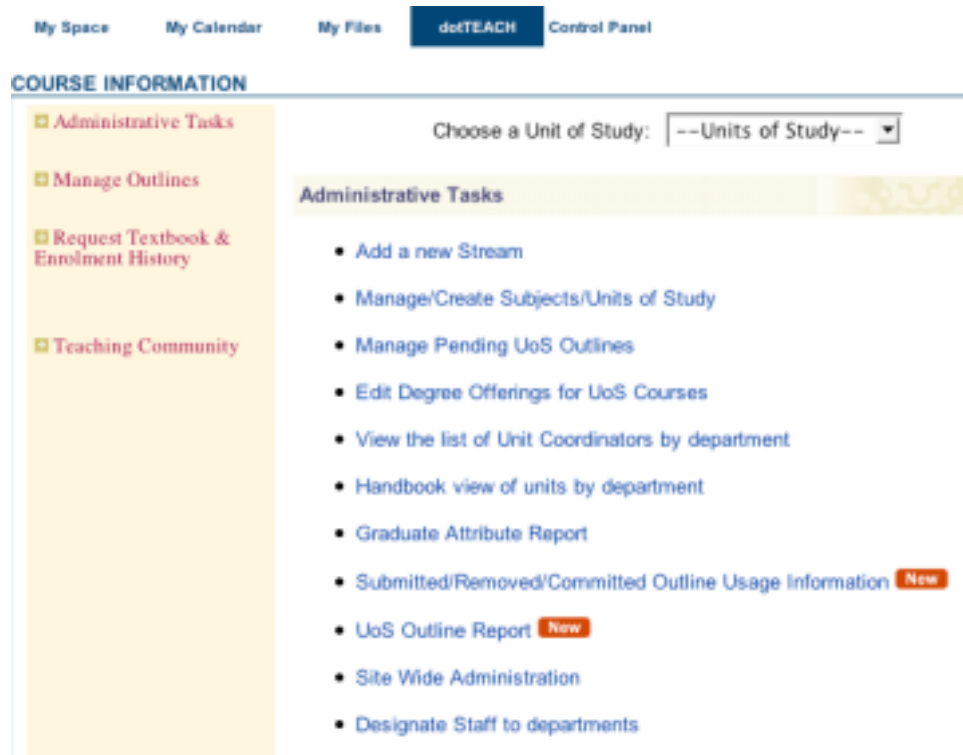 My Space My Calendar My Files dotTEACH Control Panel
COURSE INFORMATION
Administrative Tasks
Manage Outlines
Request Textbook &
Enrolment History
Teaching Community
Choose a Unit of Study: --Units of Study--
Administrative Tasks
Add a new Stream
Manage/Create Subjects/Units of Study
Manage Pending UoS Outlines
Edit Degree Offerings for UoS Courses
View the list of Unit Coordinators by department
Handbook view of units by department
Graduate Attribute Report
Submitted/Removed/Committed Outline Usage Information New
UoS Outline Report New
Site Wide Administration
Designate Staff to departments